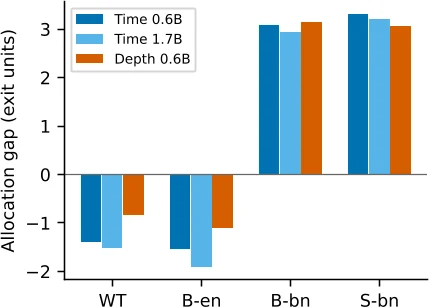 Allocation gap (exit units)
3
2
1
0
−1
−2
Time 0.6B
Time 1.7B
Depth 0.6B
WT B-en B-bn S-bn